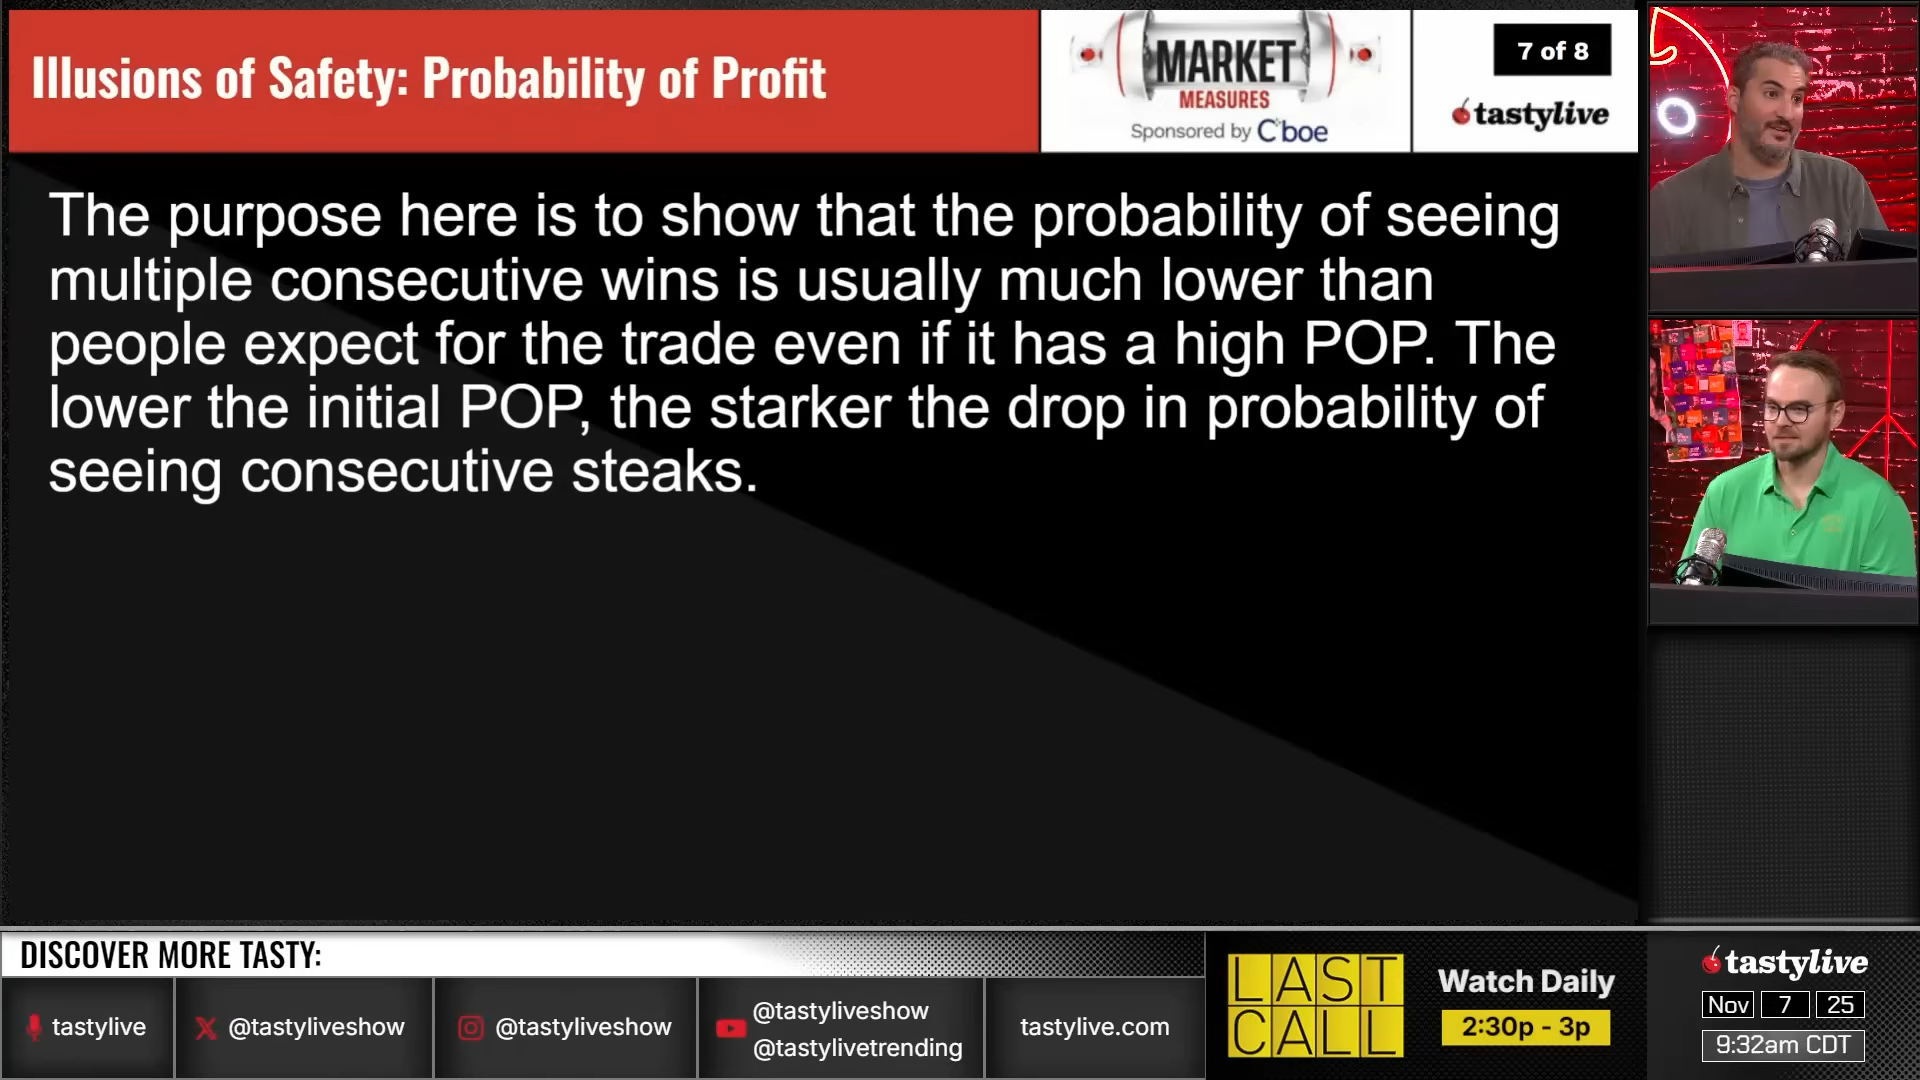 Illusions of Safety: Probability of Profit
MARKET
MEASURES
Sponsored by Cboe
7 of 8
tastylive
The purpose here is to show that the probability of seeing
multiple consecutive wins is usually much lower than
people expect for the trade even if it has a high POP. The
lower the initial POP, the starker the drop in probability of
seeing consecutive steaks.
DISCOVER MORE TASTY:
tastylive
@tastyliveshow
@tastyliveshow
@tastyliveshow
@tastylivetrending
tastylive.com
LAST
CALL
Watch Daily
2:30p - 3p
tastylive
Nov 7 25
9:32am CDT